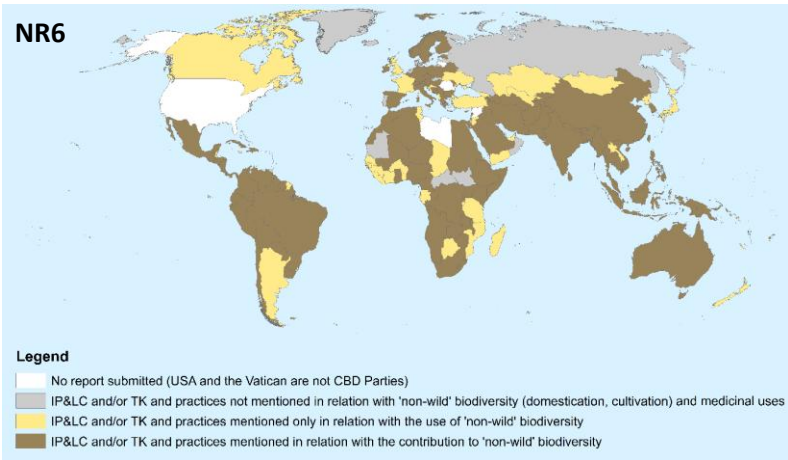 NR6
Legend
No report submitted (USA and the Vatican are not CBD Parties)
IP&LC and/or TK and practices not mentioned in relation with 'non-wild' biodiversity (domestication, cultivation) and medicinal uses
IP&LC and/or TK and practices mentioned only in relation with the use of 'non-wild' biodiversity
IP&LC and/or TK and practices mentioned in relation with the contribution to 'non-wild' biodiversity